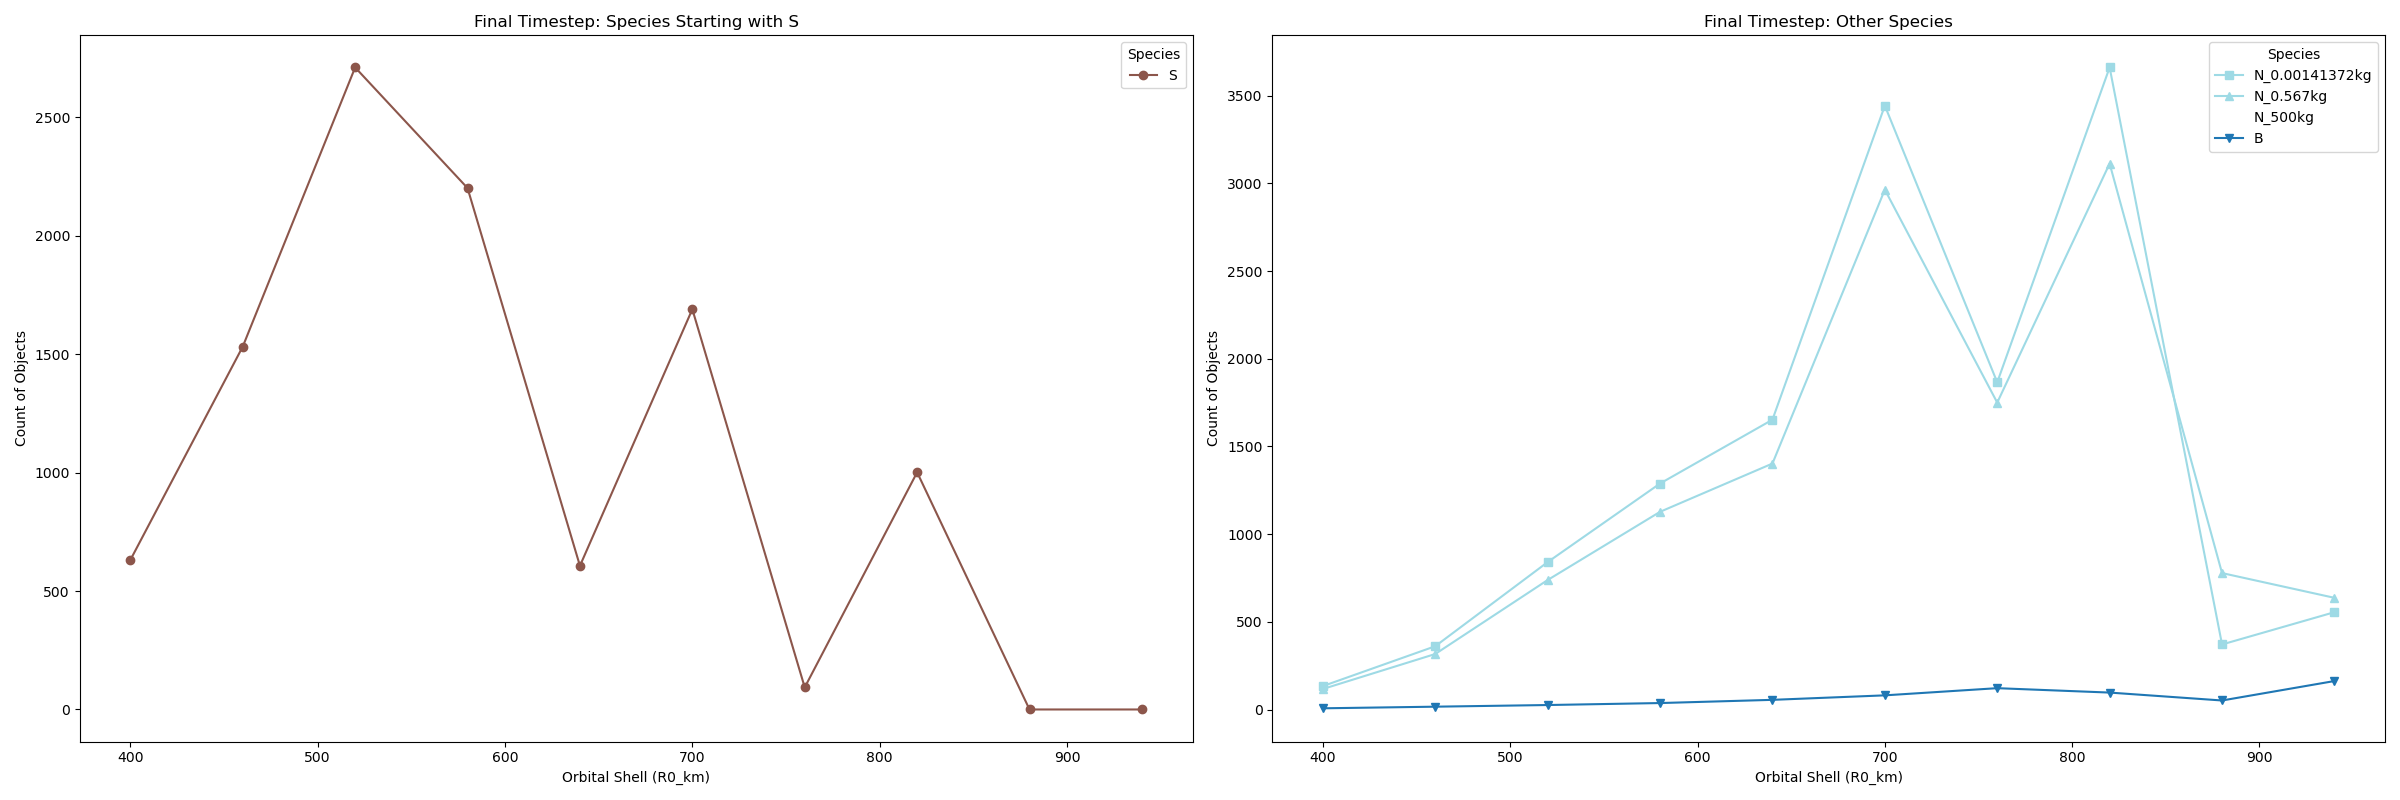 Final Timestep: Species Starting with S
Count of Objects
2500
2000
1500
1000
500
0
400
500
600
700
800
900
Orbital Shell (R0_km)
Species
S
Final Timestep: Other Species
Count of Objects
3500
3000
2500
2000
1500
1000
500
0
400
500
600
700
800
900
Orbital Shell (R0_km)
Species
N_0.00141372kg
N_0.567kg
N_500kg
B